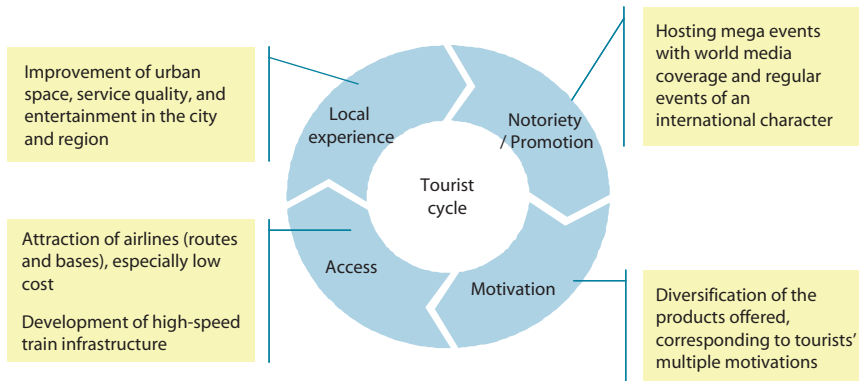 Improvement of urban
space, service quality, and
entertainment in the city
and region
Local
experience
Notoriety
/ Promotion
Hosting mega events
with world media
coverage and regular
events of an
international character
Tourist
cycle
Attraction of airlines (routes
and bases), especially low
cost
Development of high-speed
train infrastructure
Access
Motivation
Diversification of the
products offered,
corresponding to tourists’
multiple motivations